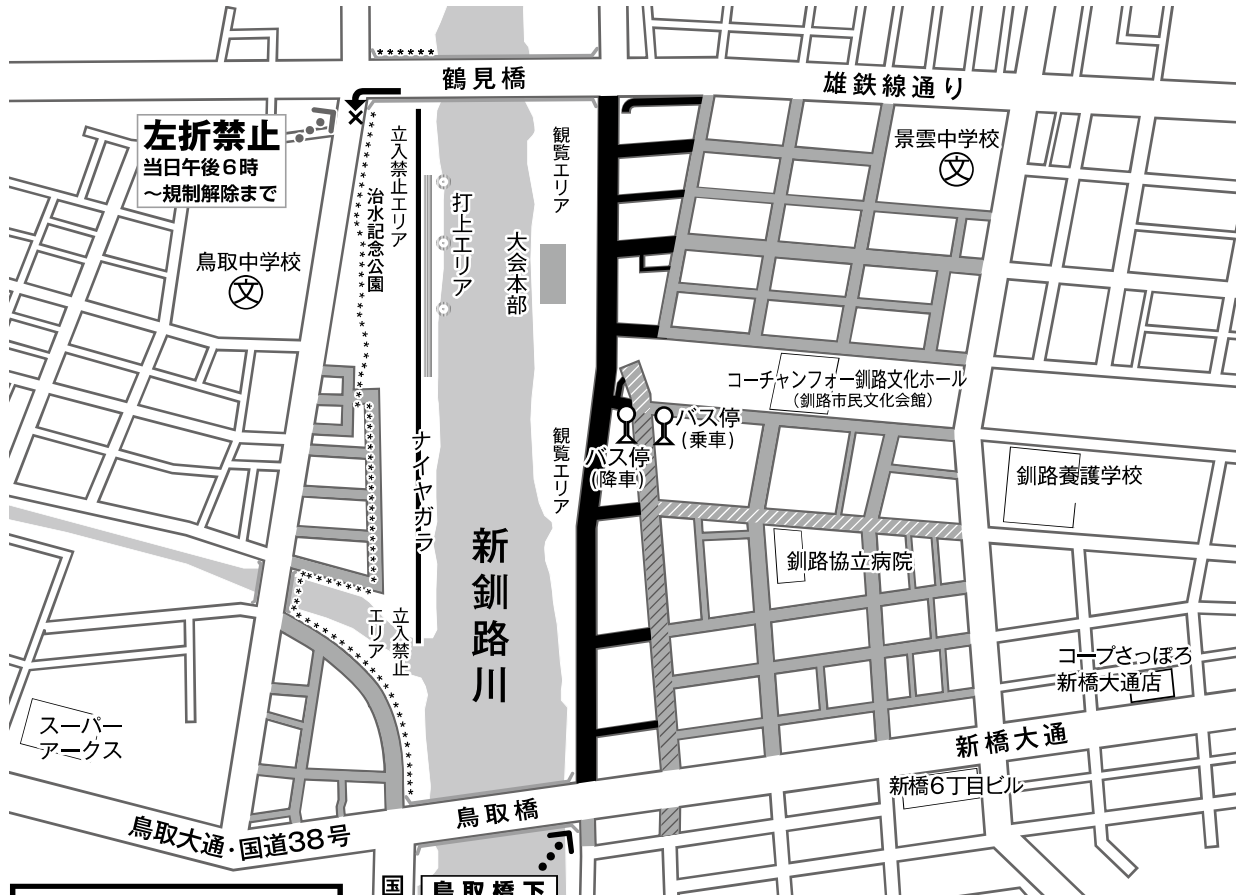 鶴見橋
雄鉄線通り
左折禁止
当日午後6時
～規制解除まで
立入禁止エリア
治水記念公園
打上エリア
観覧エリア
大会本部
景雲中学校
文
鳥取中学校
文
コーチャンフォー釧路文化ホール
（釧路市民文化会館）
バス停
（乗車）
バス停
（降車）
観覧エリア
ナイヤガラ
新釧路川
釧路養護学校
釧路協立病院
立入禁止
エリア
コープさっぽろ
新橋大通店
スーパー
アークス
新橋大通
新橋6丁目ビル
鳥取橋
鳥取大通・国道38号
国
鳥取橋下